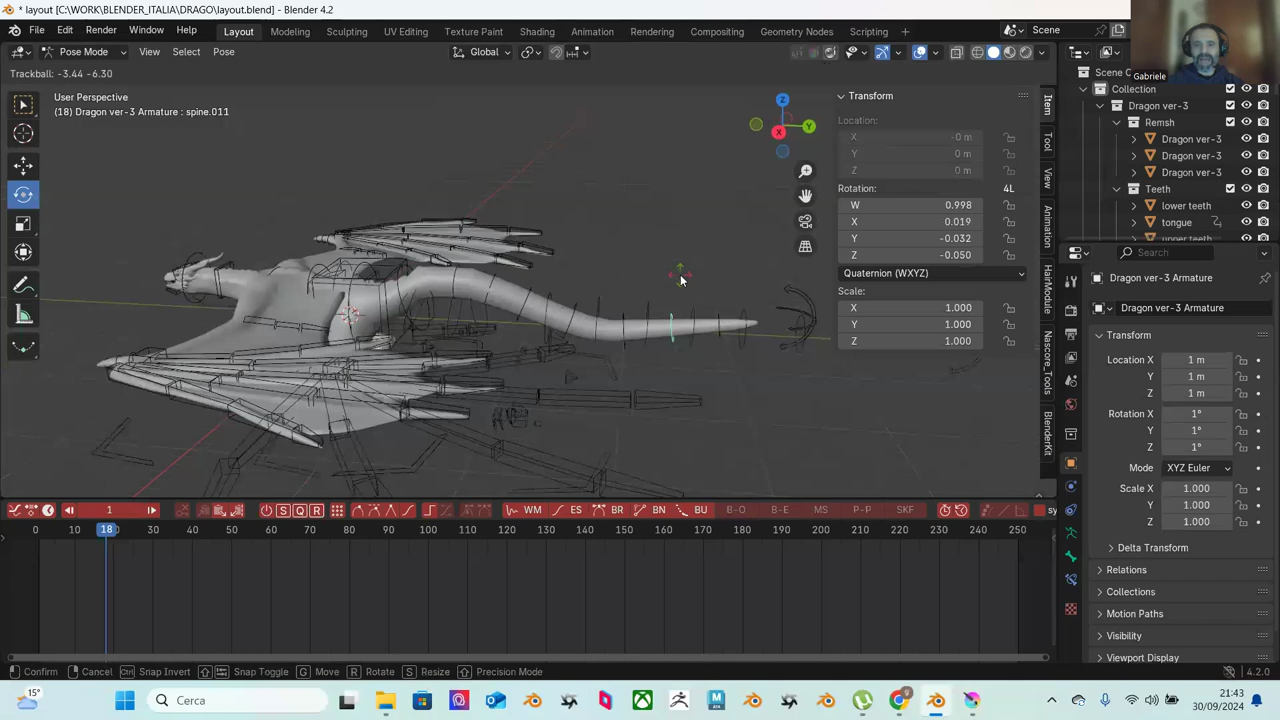 * layout [C:\WORK\BLENDER_ITALIA\DRAGO\layout.blend] - Blender 4.2
File Edit Render Window Help
Layout Modeling Sculpting UV Editing Texture Paint Shading Animation Rendering Compositing Geometry Nodes Scripting +
Scene
Pose Mode View Select Pose Global
Gabriele
Trackball: -3.44 -6.30
User Perspective
(18) Dragon ver-3 Armature : spine.011
Z
Y
X
Transform
Location:
X -0 m
Y 0 m
Z 0 m
Rotation: 4L
W 0.998
X 0.019
Y -0.032
Z -0.050
Quaternion (WXYZ)
Scale:
X 1.000
Y 1.000
Z 1.000
Item
Tool
View
Animation
HairModule
Nascore_Tools
BlenderKit
Scene C
Collection
Dragon ver-3
Remsh
Dragon ver-3
Dragon ver-3
Dragon ver-3
Teeth
lower teeth
tongue
upper teeth
Search
Dragon ver-3 Armature
Dragon ver-3 Armature
Transform
Location X 1 m
Y 1 m
Z 1 m
Rotation X 1°
Y 1°
Z 1°
Mode XYZ Euler
Scale X 1.000
Y 1.000
Z 1.000
Delta Transform
Relations
Collections
Motion Paths
Visibility
Viewport Display
1 S Q R WM ES BR BN BU B-O B-E M-P P-P SKF sy
0 10 18 30 40 50 60 70 80 90 100 110 120 130 140 150 160 170 180 190 200 210 220 230 240 250
Confirm Cancel Ctrl Snap Invert Snap Toggle G Move R Rotate S Resize Precision Mode 4.2.0
15°
Cerca
21:43
30/09/2024